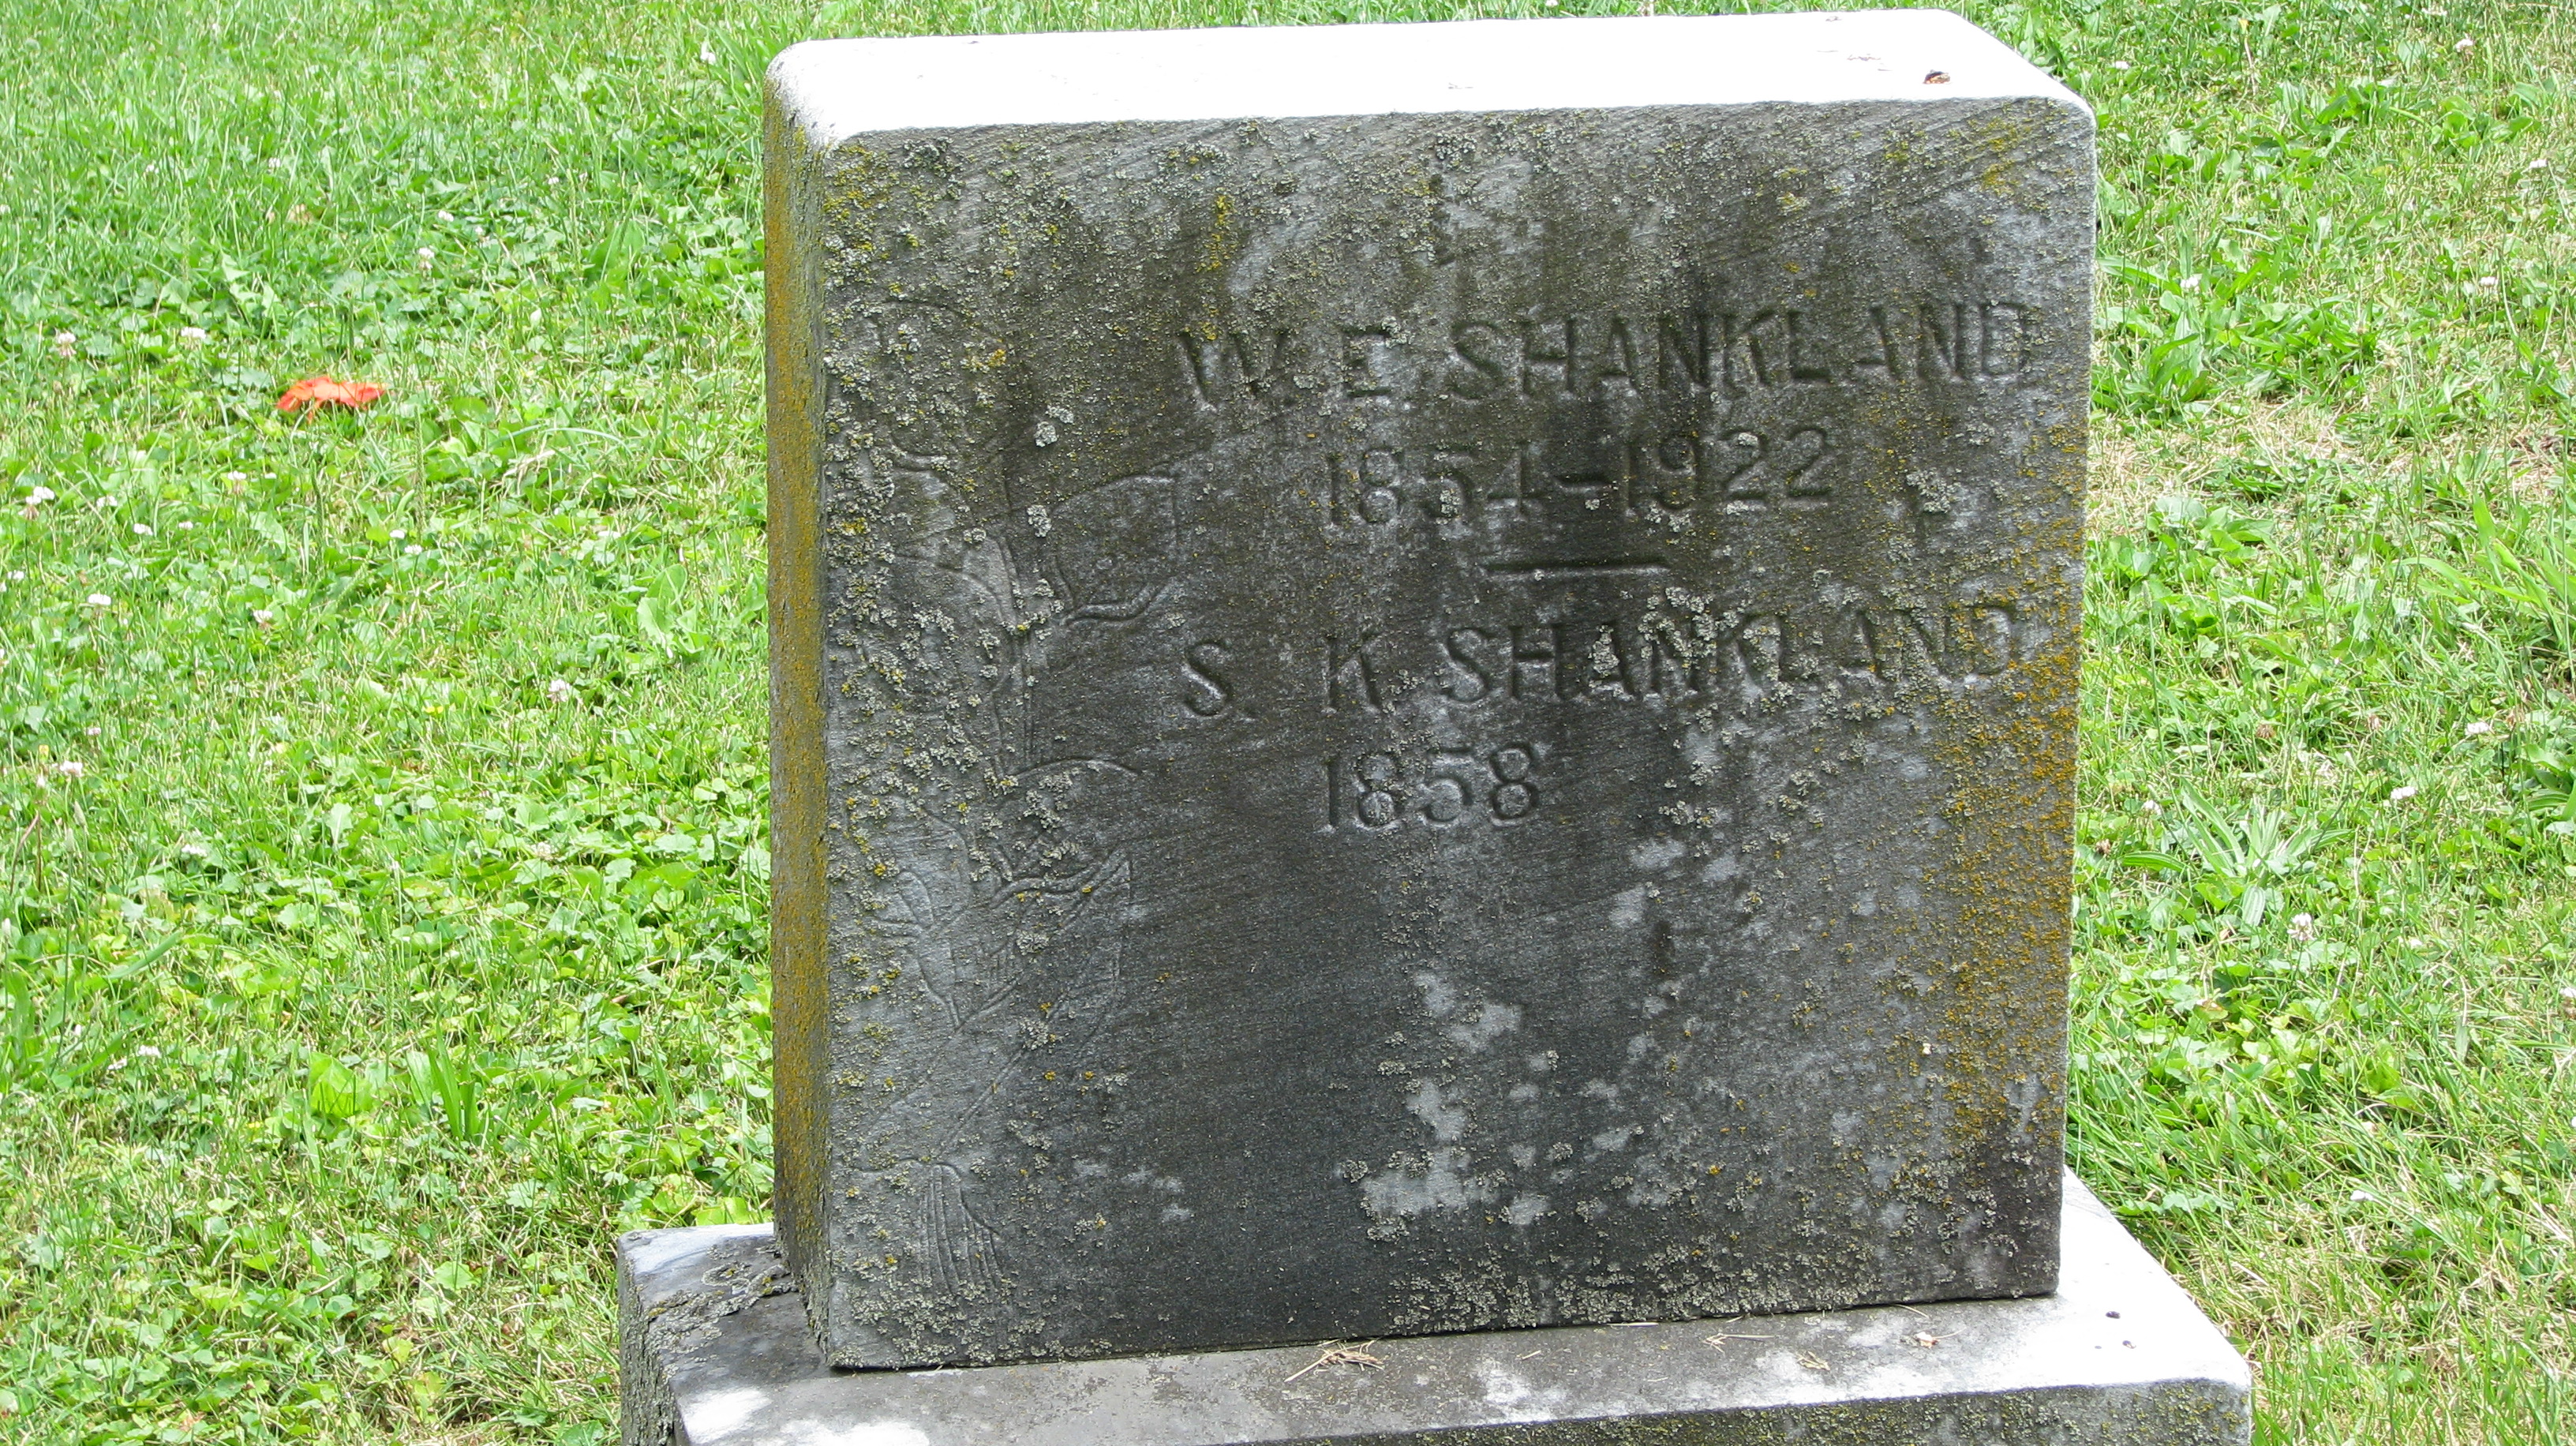 W. E. SHANKLAND
1854-1922
S. K SHANKLAND
1858